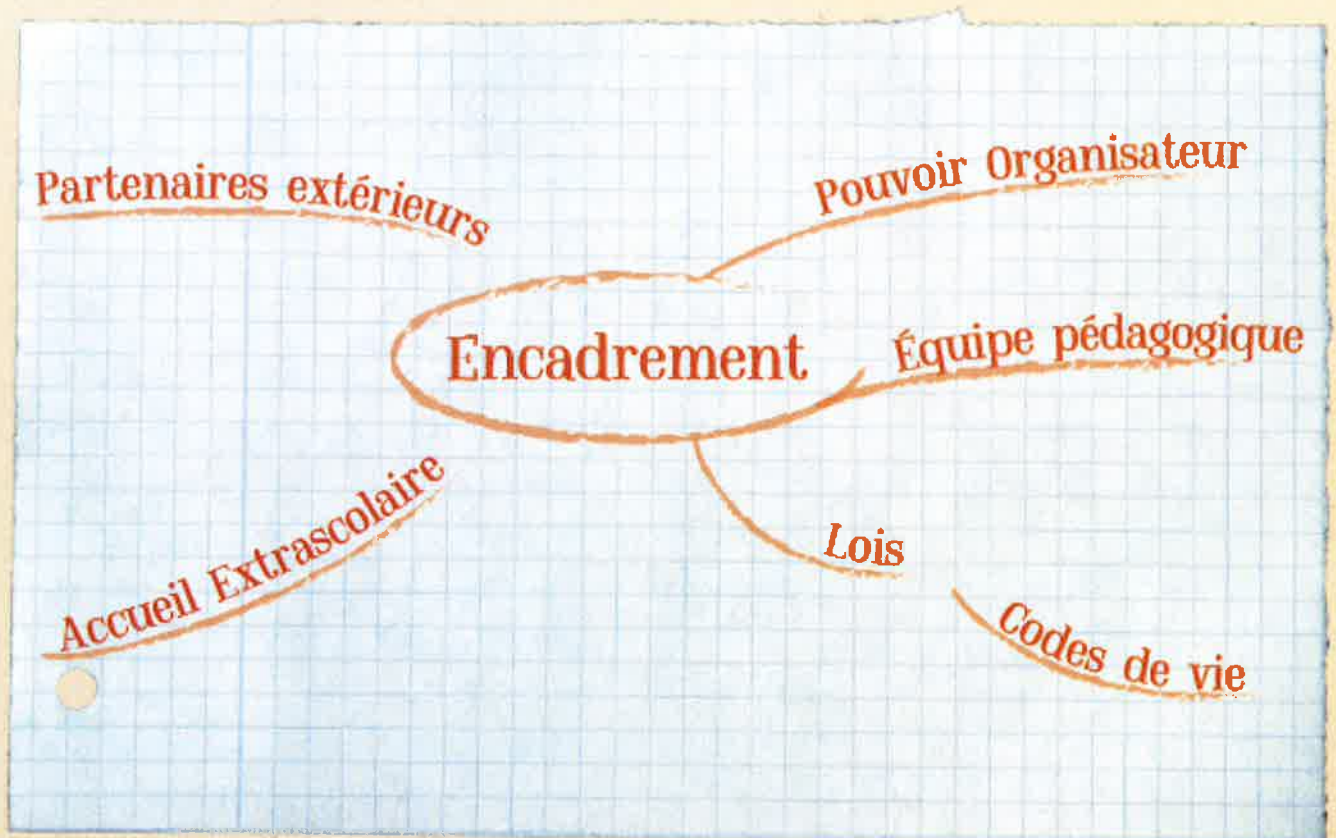 Partenaires extérieurs
Pouvoir Organisateur
Encadrement
Équipe pédagogique
Accueil Extrascolaire
Lois
Codes de vie